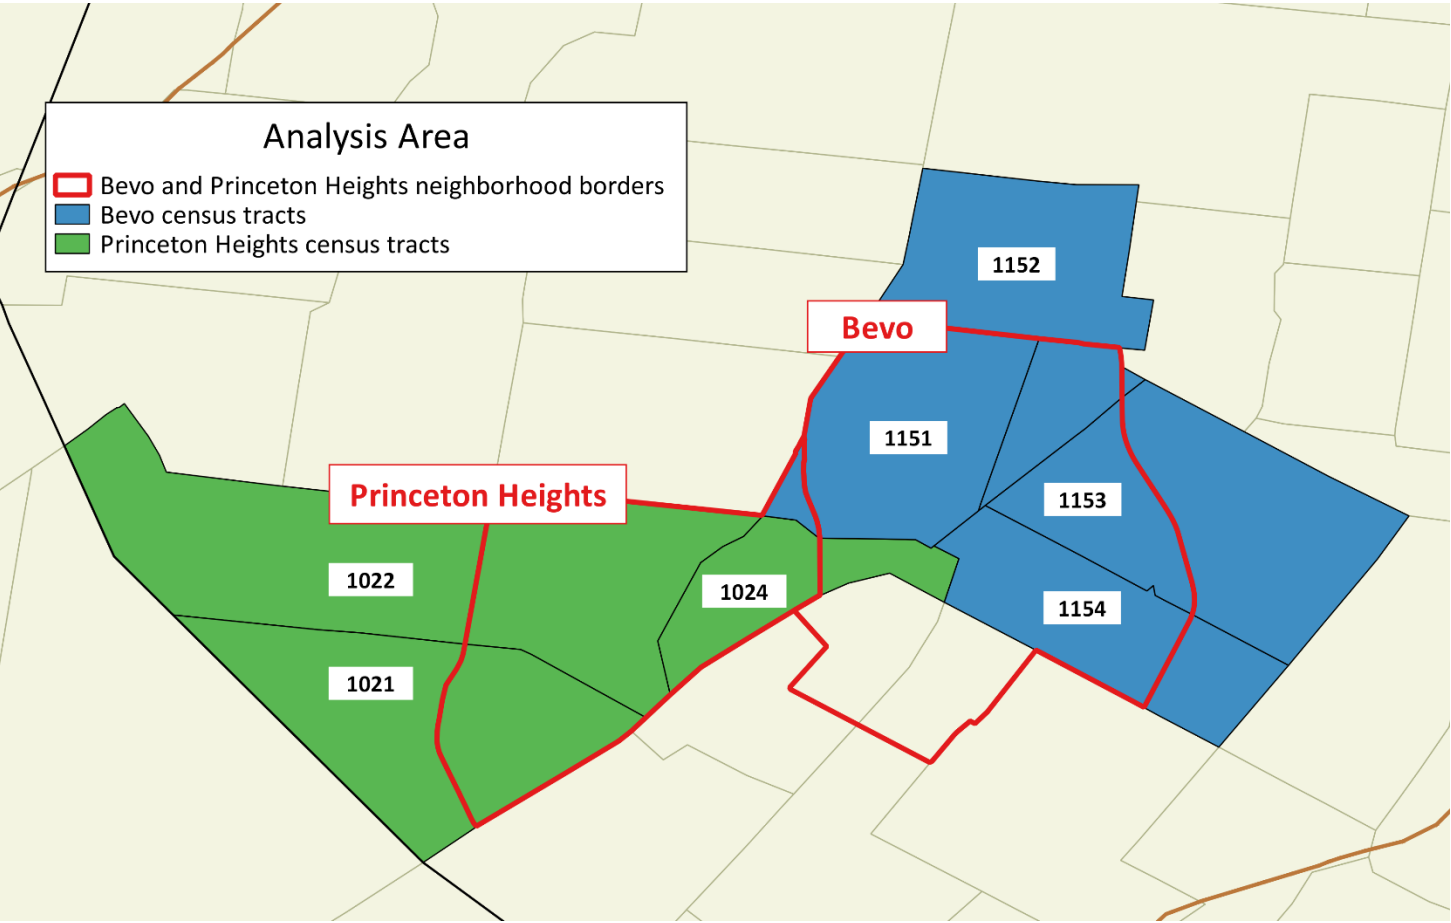 Analysis Area
Bevo and Princeton Heights neighborhood borders
Bevo census tracts
Princeton Heights census tracts
1152
Bevo
1151
Princeton Heights
1153
1022
1024
1154
1021